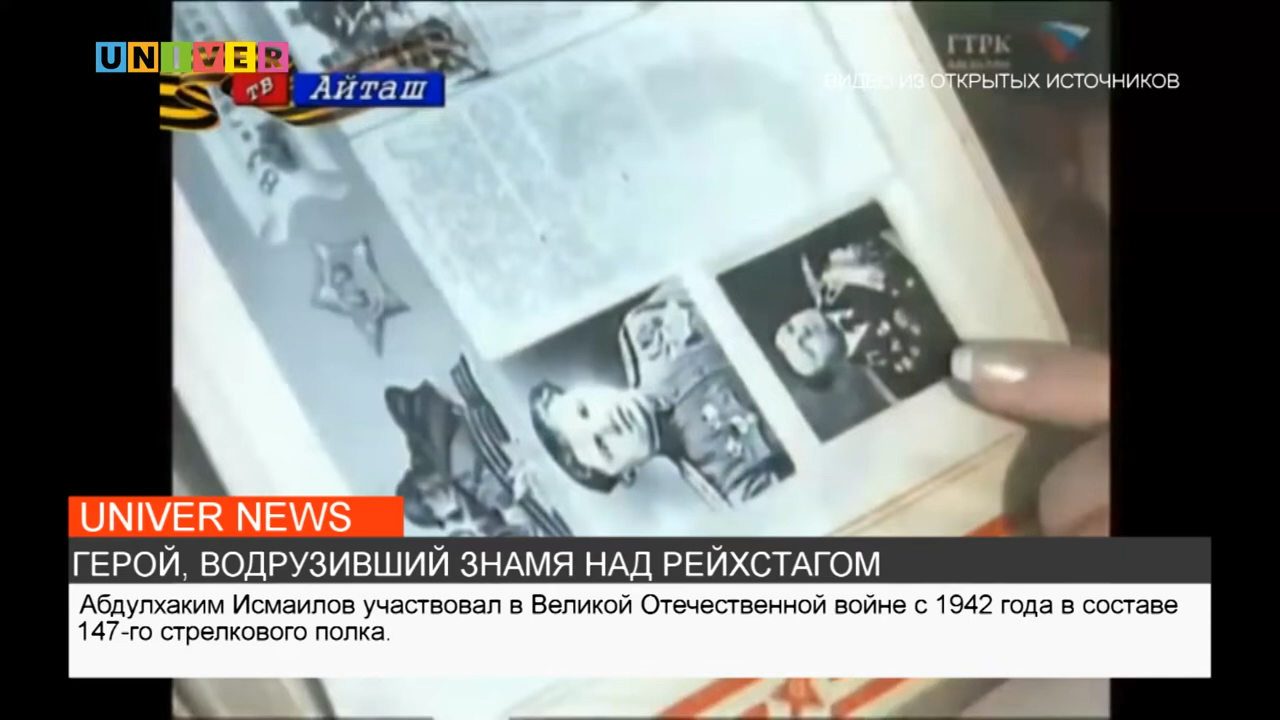 UNIVER
ТВ Айташ
ГТРК
ВИДЕО ИЗ ОТКРЫТЫХ ИСТОЧНИКОВ
UNIVER NEWS
ГЕРОЙ, ВОДРУЗИВШИЙ ЗНАМЯ НАД РЕЙХСТАГОМ
Абдулхаким Исмаилов участвовал в Великой Отечественной войне с 1942 года в составе
147-го стрелкового полка.